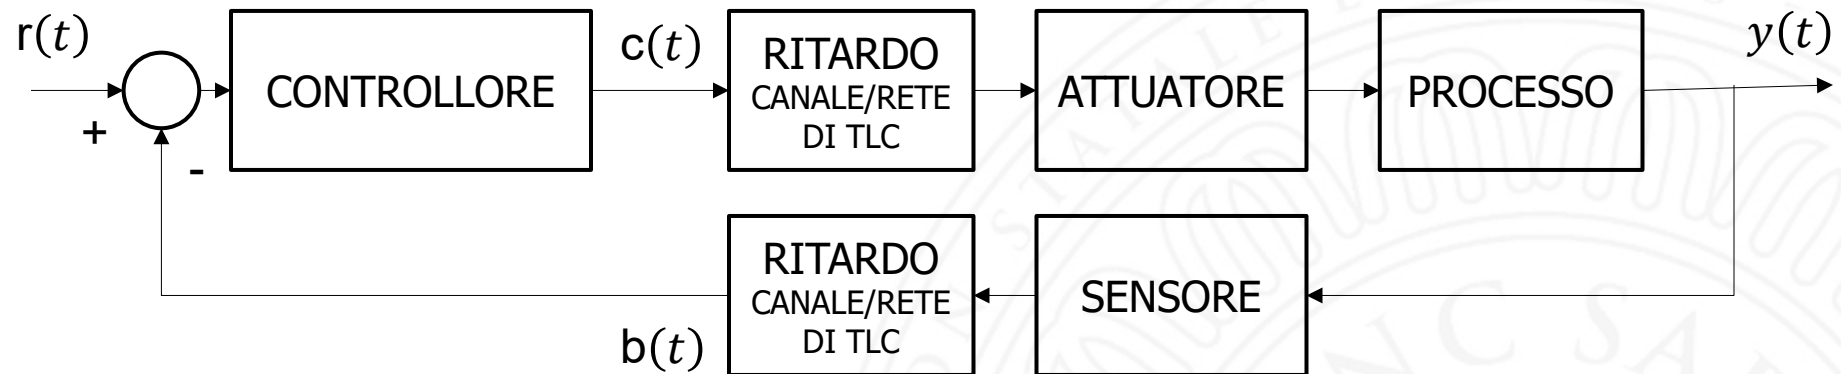 r(t)
+
-
CONTROLLORE
c(t)
RITARDO
CANALE/RETE
DI TLC
ATTUATORE
PROCESSO
y(t)
RITARDO
CANALE/RETE
DI TLC
SENSORE
b(t)